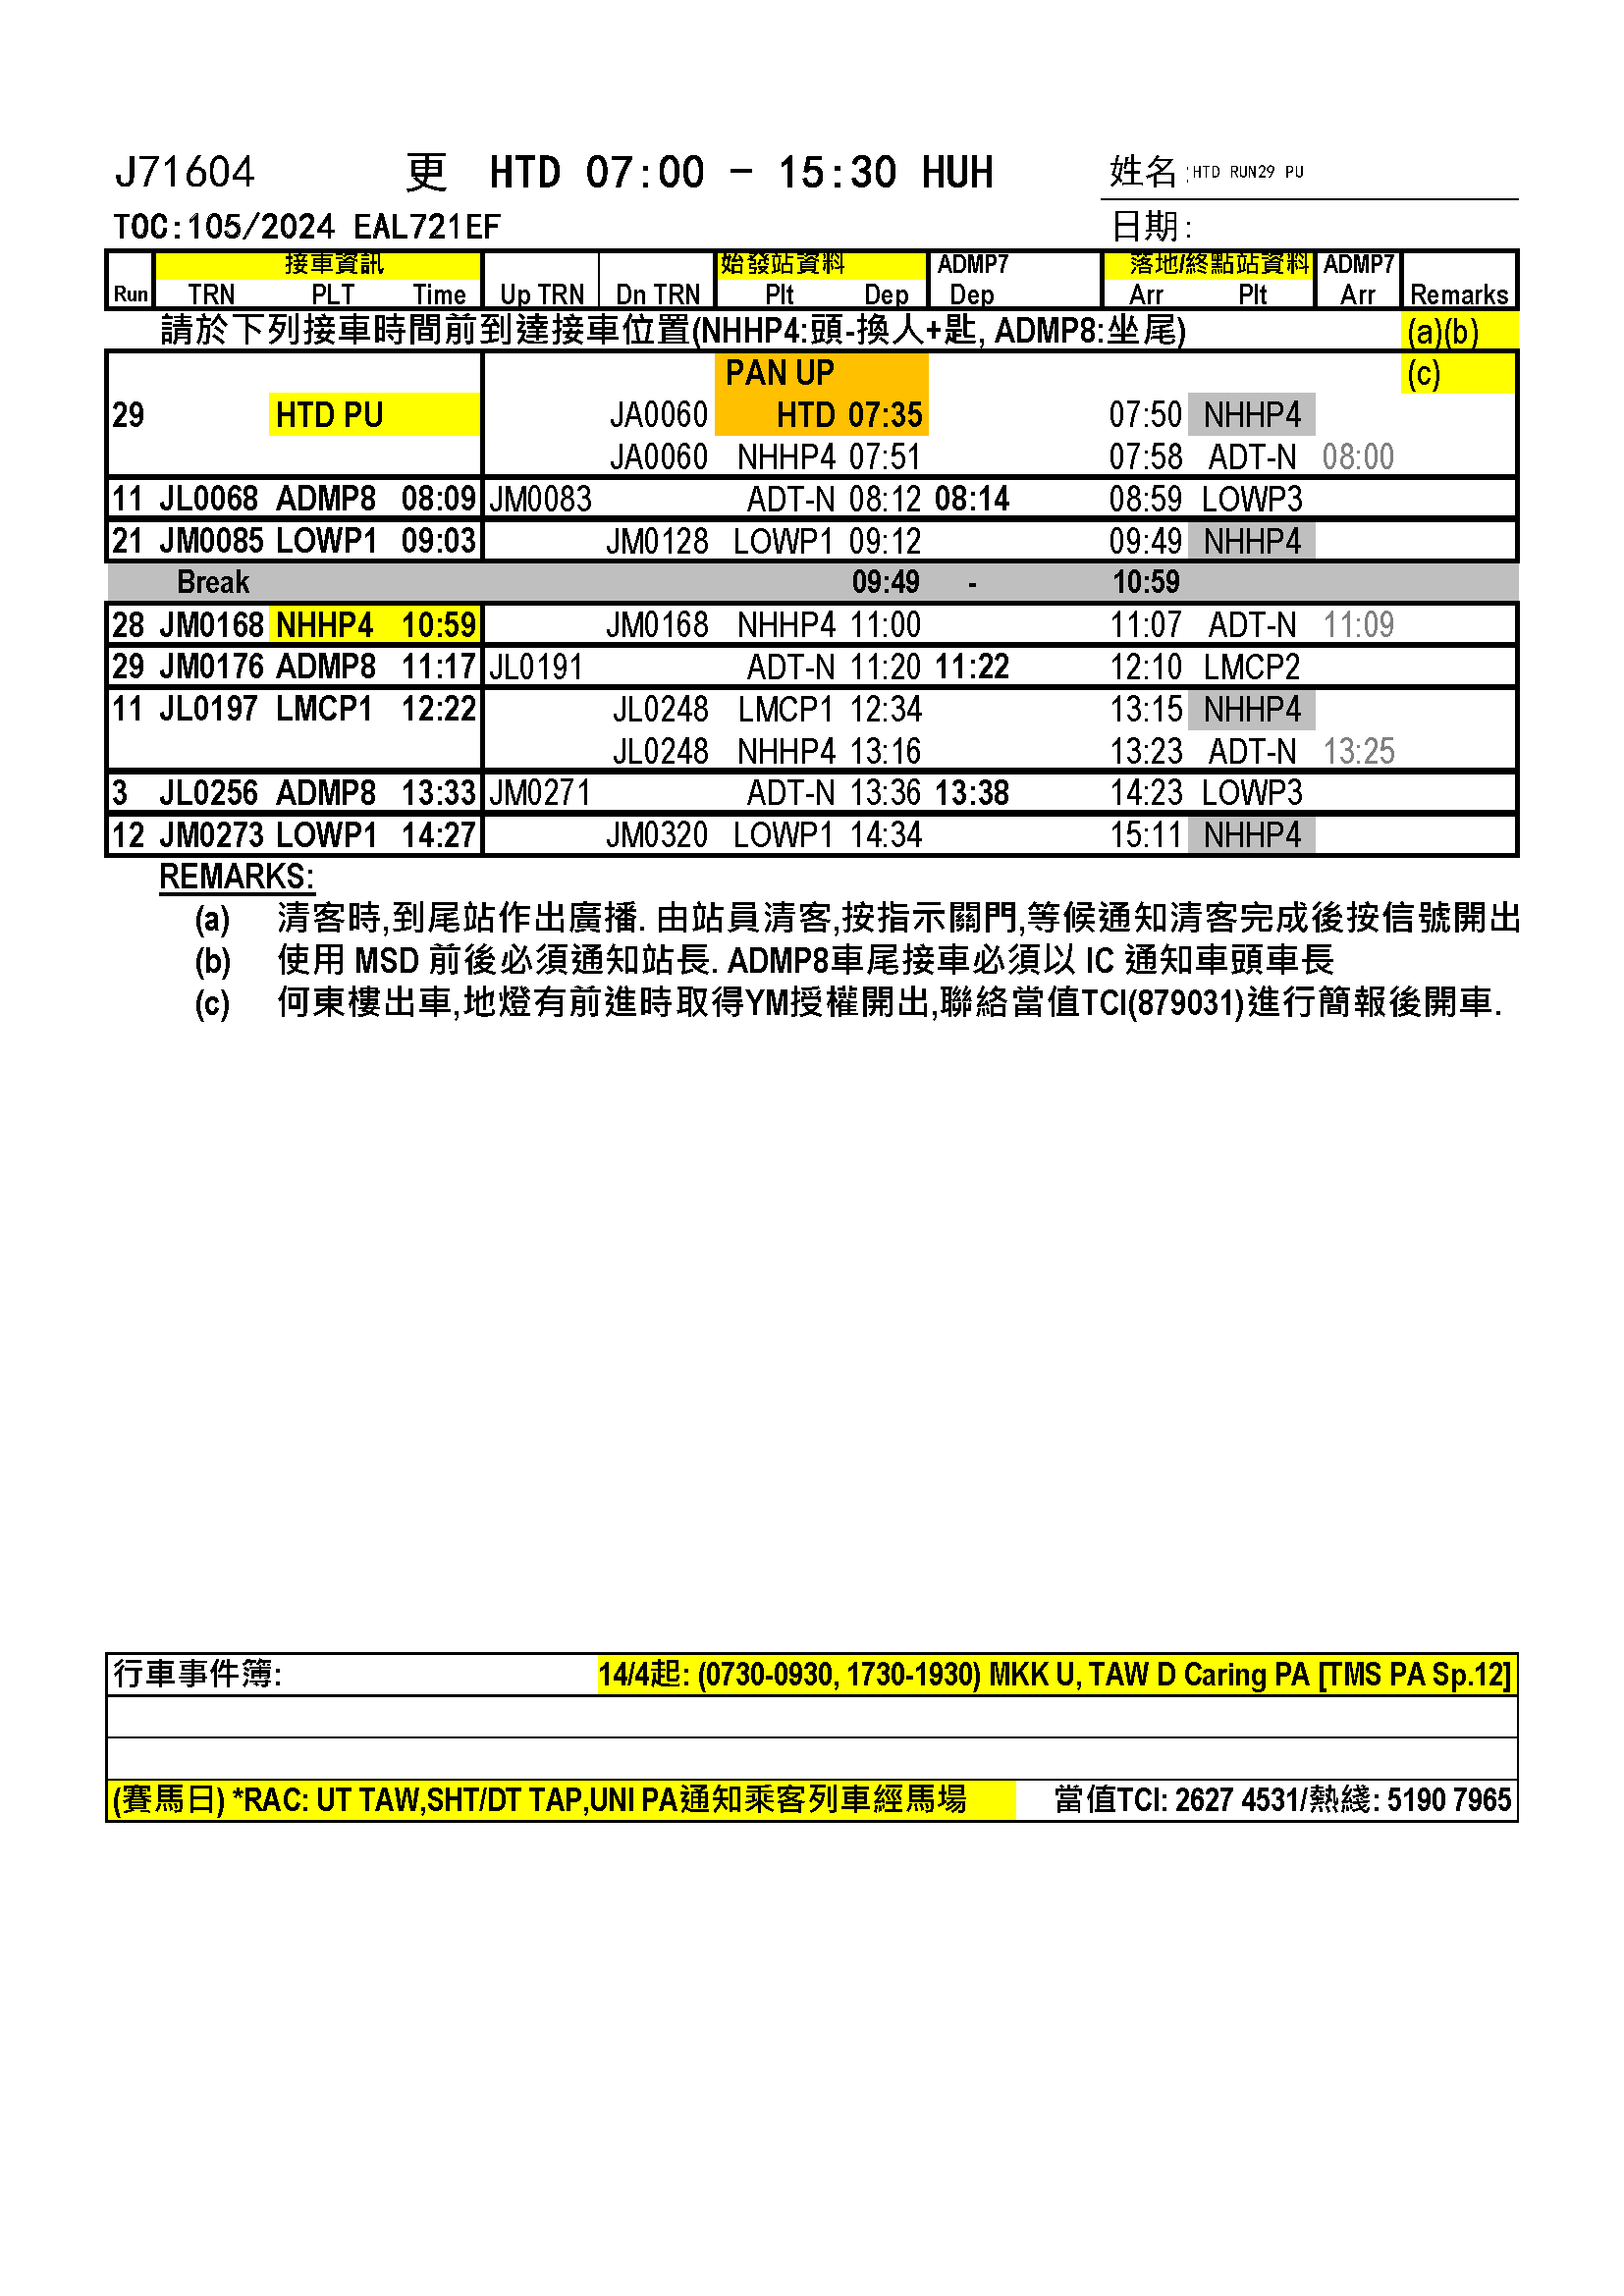 J71604 更 HTD 07:00 - 15:30 HUH 姓名:HTD RUN29 PU
TOC:105/2024 EAL721EF 日期:
接車資訊 始發站資料 ADMP7 落地/終點站資料 ADMP7
Run TRN PLT Time Up TRN Dn TRN Plt Dep Dep Arr Plt Arr Remarks
請於下列接車時間前到達接車位置(NHHP4:頭-換人+匙, ADMP8:坐尾) (a)(b)
PAN UP (c)
29 HTD PU JA0060 HTD 07:35 07:50 NHHP4
JA0060 NHHP4 07:51 07:58 ADT-N 08:00
11 JL0068 ADMP8 08:09 JM0083 ADT-N 08:12 08:14 08:59 LOWP3
21 JM0085 LOWP1 09:03 JM0128 LOWP1 09:12 09:49 NHHP4
Break 09:49 - 10:59
28 JM0168 NHHP4 10:59 JM0168 NHHP4 11:00 11:07 ADT-N 11:09
29 JM0176 ADMP8 11:17 JL0191 ADT-N 11:20 11:22 12:10 LMCP2
11 JL0197 LMCP1 12:22 JL0248 LMCP1 12:34 13:15 NHHP4
JL0248 NHHP4 13:16 13:23 ADT-N 13:25
3 JL0256 ADMP8 13:33 JM0271 ADT-N 13:36 13:38 14:23 LOWP3
12 JM0273 LOWP1 14:27 JM0320 LOWP1 14:34 15:11 NHHP4
REMARKS:
(a) 清客時,到尾站作出廣播. 由站員清客,按指示關門,等候通知清客完成後按信號開出
(b) 使用 MSD 前後必須通知站長. ADMP8車尾接車必須以 IC 通知車頭車長
(c) 何東樓出車,地燈有前進時取得YM授權開出,聯絡當值TCI(879031)進行簡報後開車.
行車事件簿: 14/4起: (0730-0930, 1730-1930) MKK U, TAW D Caring PA [TMS PA Sp.12]
(賽馬日) *RAC: UT TAW,SHT/DT TAP,UNI PA通知乘客列車經馬場 當值TCI: 2627 4531/熱綫: 5190 7965